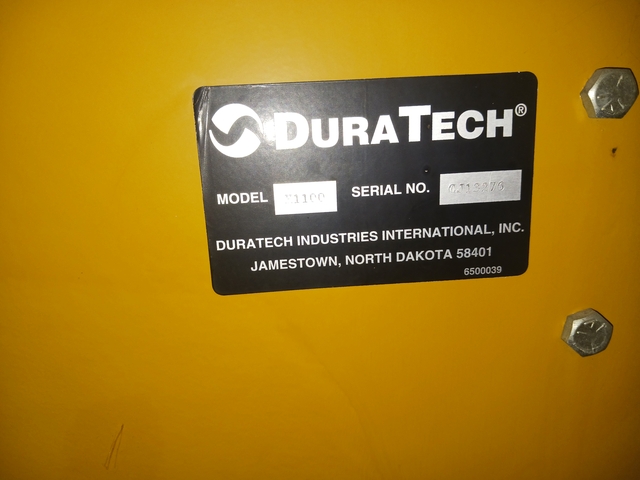 DURATECH®
MODEL SERIAL NO.
DURATECH INDUSTRIES INTERNATIONAL, INC.
JAMESTOWN, NORTH DAKOTA 58401
6500039